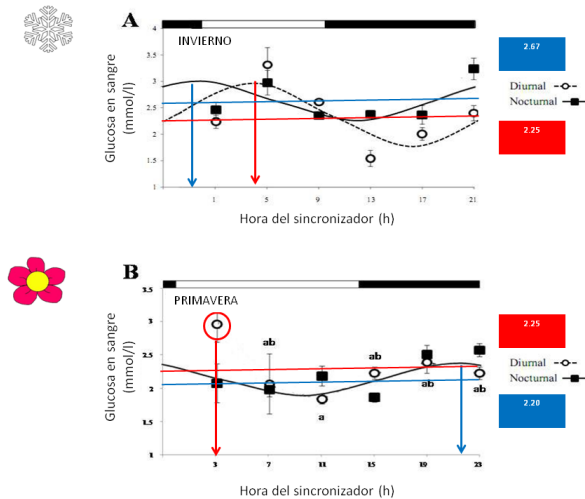 A
INVIERNO
Glucosa en sangre
(mmol/l)
4
3.5
3
2.5
2
1.5
1
1 5 9 13 17 21
Hora del sincronizador (h)
2.67
Diurnal
Nocturnal
2.25
B
PRIMAVERA
Glucosa en sangre
(mmol/l)
3.5
3
2.5
2
1.5
1
ab
a
ab
ab
ab
3 7 11 15 19 23
Hora del sincronizador (h)
2.25
Diurnal
Nocturnal
2.20